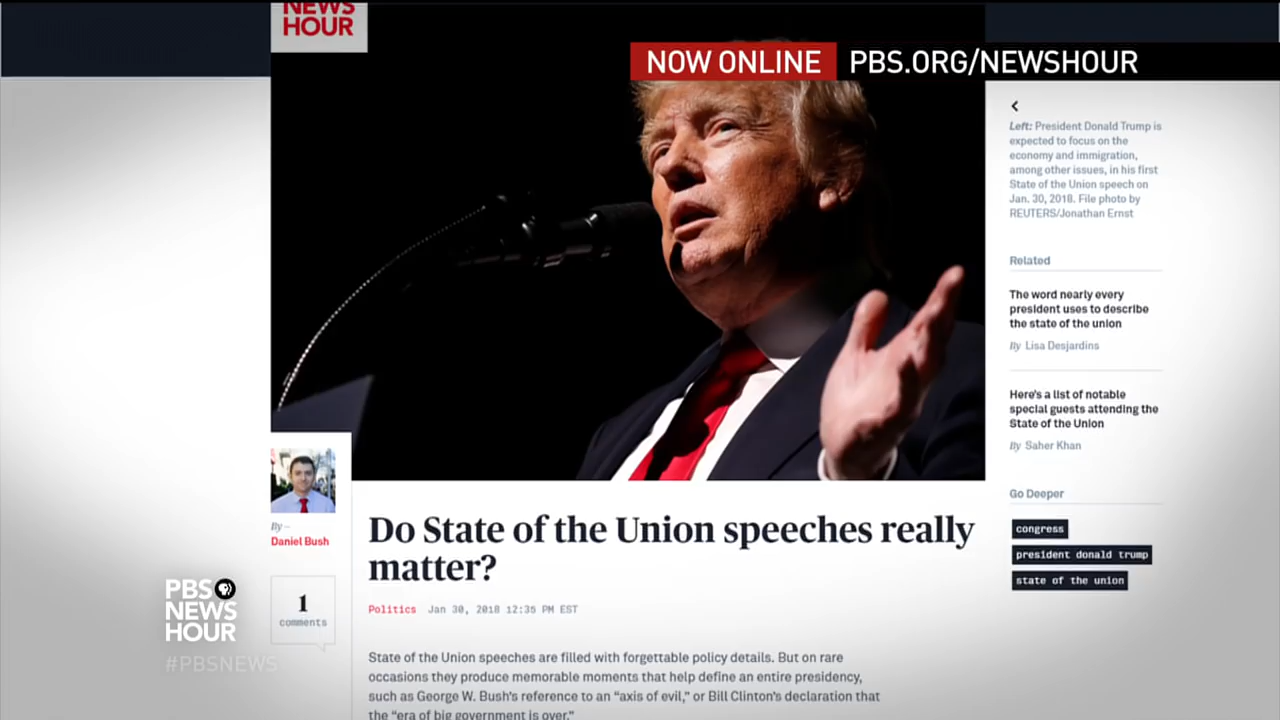 NEWS
HOUR
NOW ONLINE PBS.ORG/NEWSHOUR
Left: President Donald Trump is
expected to focus on the
economy and immigration,
among other issues, in his first
State of the Union speech on
Jan. 30, 2018. File photo by
REUTERS/Jonathan Ernst
Related
The word nearly every
president uses to describe
the state of the union
By Lisa Desjardins
Here's a list of notable
special guests attending the
State of the Union
By Saher Khan
Go Deeper
congress
president donald trump
state of the union
By –
Daniel Bush
1
comments
Do State of the Union speeches really
matter?
Politics Jan 30, 2018 12:35 PM EST
State of the Union speeches are filled with forgettable policy details. But on rare
occasions they produce memorable moments that help define an entire presidency,
such as George W. Bush's reference to an “axis of evil,” or Bill Clinton's declaration that
the “era of big government is over.”
PBS
NEWS
HOUR
#PBSNEWS